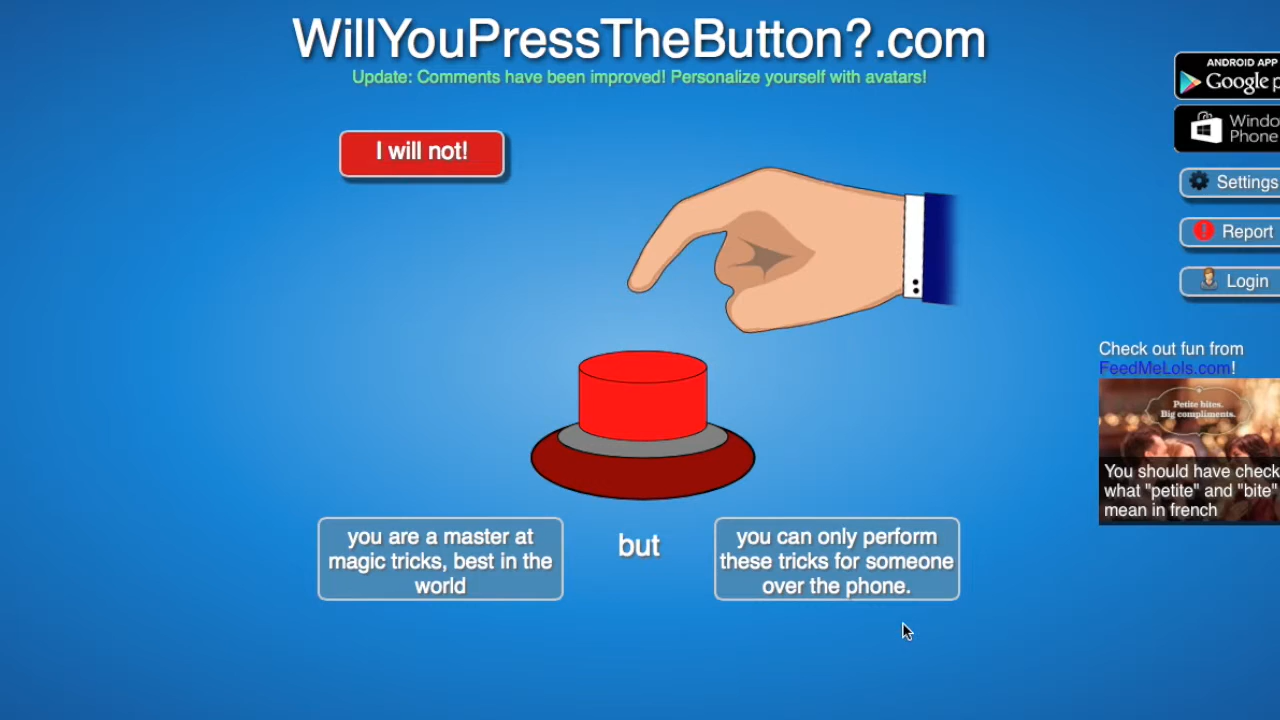 WillYouPressTheButton?.com
Update: Comments have been improved! Personalize yourself with avatars!
I will not!
ANDROID APP
Google p
Windo
Phone
Settings
Report
Login
Check out fun from
FeedMeLols.com!
Petite bites.
Big compliments.
You should have check
what "petite" and "bite"
mean in french
you are a master at
magic tricks, best in the
world
but
you can only perform
these tricks for someone
over the phone.